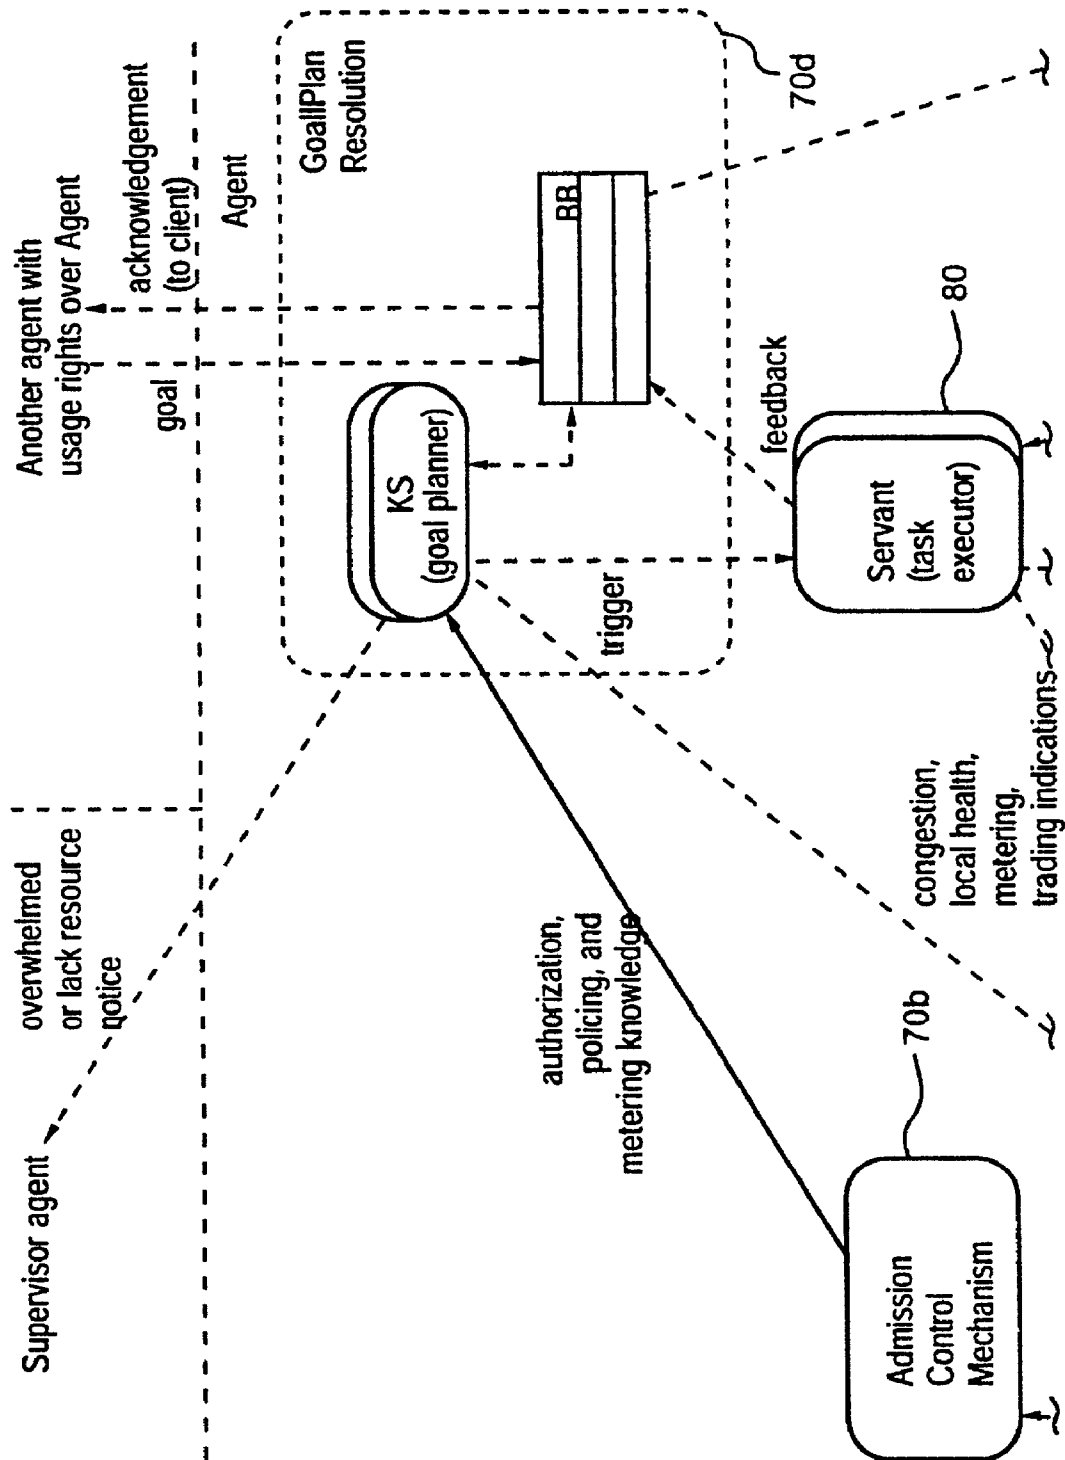 Supervisor agent
overwhelmed
or lack resource
notice
Another agent with
usage rights over Agent
goal
acknowledgement
(to client)
Agent
Goal|Plan
Resolution
KS
(goal planner)
BB
70d
trigger
feedback
authorization,
policing, and
metering knowledge
Servant
(task
executor)
80
congestion,
local health,
metering,
trading indications
70b
Admission
Control
Mechanism